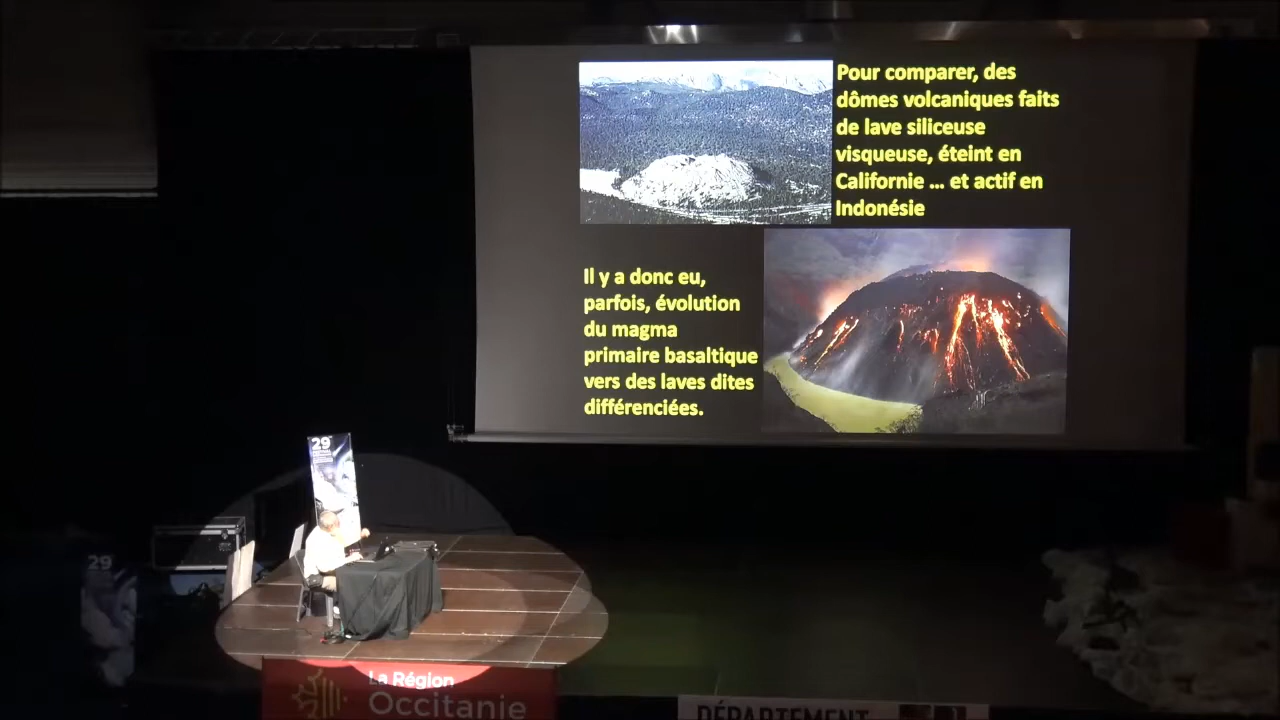 Pour comparer, des
dômes volcaniques faits
de lave siliceuse
visqueuse, éteint en
Californie ... et actif en
Indonésie
Il y a donc eu,
parfois, évolution
du magma
primaire basaltique
vers des laves dites
différenciées.
29
29
La Région
Occitanie
DÉPARTEMENT